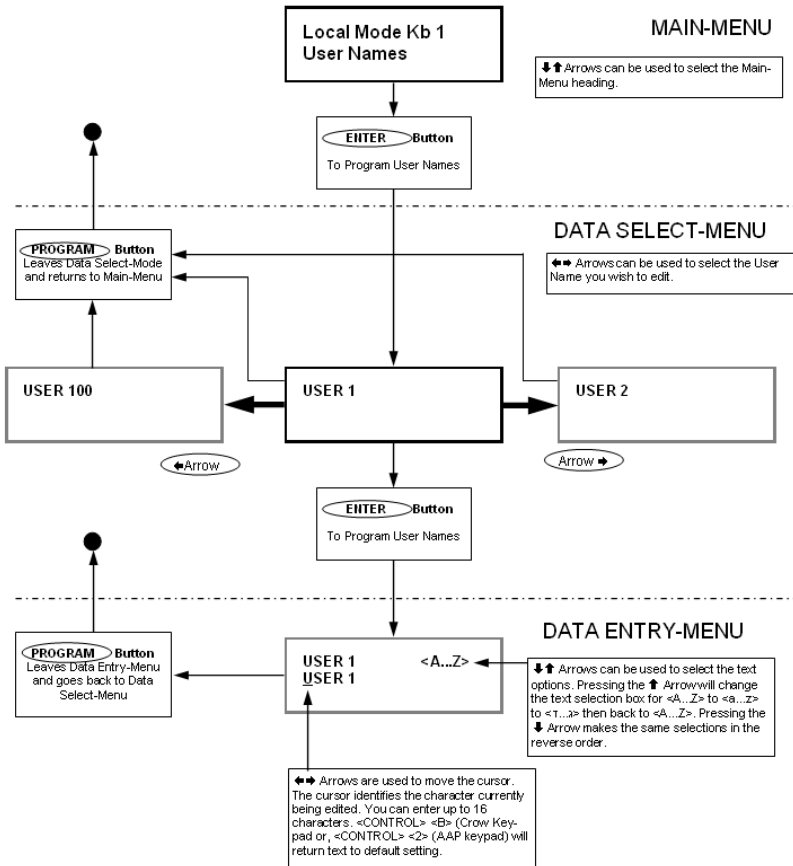 Local Mode Kb 1
User Names
MAIN-MENU
⬇⬆ Arrows can be used to select the Main-
Menu heading.
ENTER Button
To Program User Names
DATA SELECT-MENU
PROGRAM Button
Leaves Data Select-Mode
and returns to Main-Menu
⬅➡ Arrows can be used to select the User
Name you wish to edit.
USER 100
USER 1
USER 2
⬅Arrow
Arrow ➡
ENTER Button
To Program User Names
DATA ENTRY-MENU
PROGRAM Button
Leaves Data Entry-Menu
and goes back to Data
Select-Menu
USER 1 <A...Z>
USER 1
⬇⬆ Arrows can be used to select the text
options. Pressing the ⬆ Arrow will change
the text selection box for <A...Z> to <a...z>
to then back to <A...Z>. Pressing the
⬇ Arrow makes the same selections in the
reverse order.
⬅➡ Arrows are used to move the cursor.
The cursor identifies the character currently
being edited. You can enter up to 16
characters. <CONTROL> <B> (Crow Key-
pad or, <CONTROL> <2> (AAP keypad) will
return text to default setting.